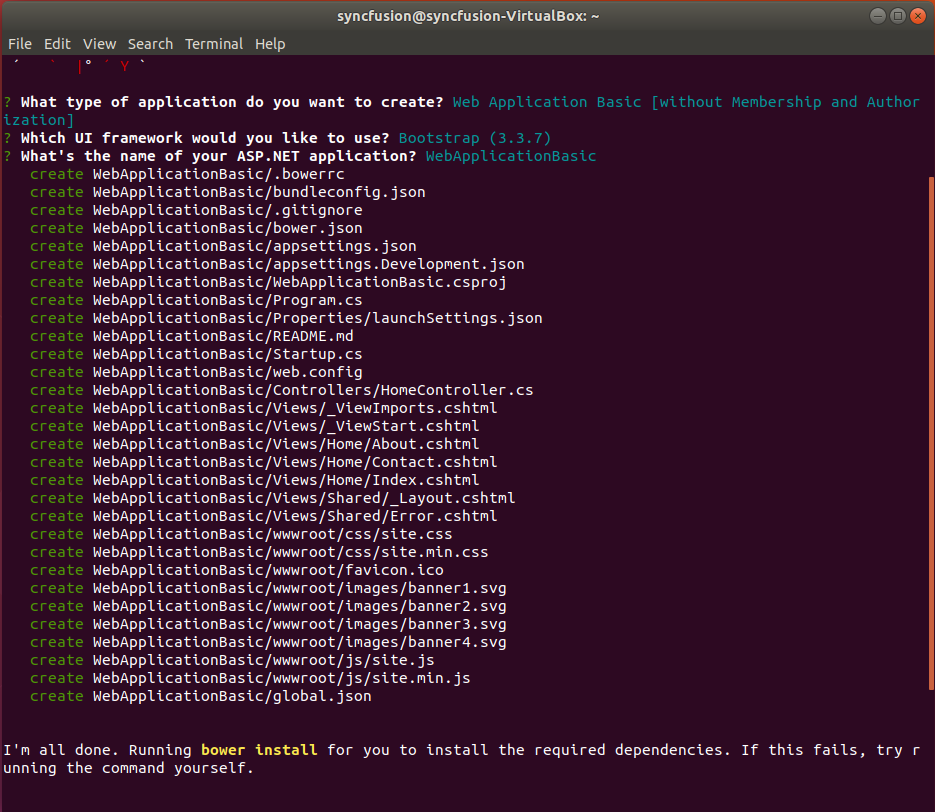 syncfusion@syncfusion-VirtualBox: ~
File Edit View Search Terminal Help
´ ` |° ´ Y `
? What type of application do you want to create? Web Application Basic [without Membership and Author
ization]
? Which UI framework would you like to use? Bootstrap (3.3.7)
? What's the name of your ASP.NET application? WebApplicationBasic
create WebApplicationBasic/.bowerrc
create WebApplicationBasic/bundleconfig.json
create WebApplicationBasic/.gitignore
create WebApplicationBasic/bower.json
create WebApplicationBasic/appsettings.json
create WebApplicationBasic/appsettings.Development.json
create WebApplicationBasic/WebApplicationBasic.csproj
create WebApplicationBasic/Program.cs
create WebApplicationBasic/Properties/launchSettings.json
create WebApplicationBasic/README.md
create WebApplicationBasic/Startup.cs
create WebApplicationBasic/web.config
create WebApplicationBasic/Controllers/HomeController.cs
create WebApplicationBasic/Views/_ViewImports.cshtml
create WebApplicationBasic/Views/_ViewStart.cshtml
create WebApplicationBasic/Views/Home/About.cshtml
create WebApplicationBasic/Views/Home/Contact.cshtml
create WebApplicationBasic/Views/Home/Index.cshtml
create WebApplicationBasic/Views/Shared/_Layout.cshtml
create WebApplicationBasic/Views/Shared/Error.cshtml
create WebApplicationBasic/wwwroot/css/site.css
create WebApplicationBasic/wwwroot/css/site.min.css
create WebApplicationBasic/wwwroot/favicon.ico
create WebApplicationBasic/wwwroot/images/banner1.svg
create WebApplicationBasic/wwwroot/images/banner2.svg
create WebApplicationBasic/wwwroot/images/banner3.svg
create WebApplicationBasic/wwwroot/images/banner4.svg
create WebApplicationBasic/wwwroot/js/site.js
create WebApplicationBasic/wwwroot/js/site.min.js
create WebApplicationBasic/global.json
I'm all done. Running bower install for you to install the required dependencies. If this fails, try r
unning the command yourself.